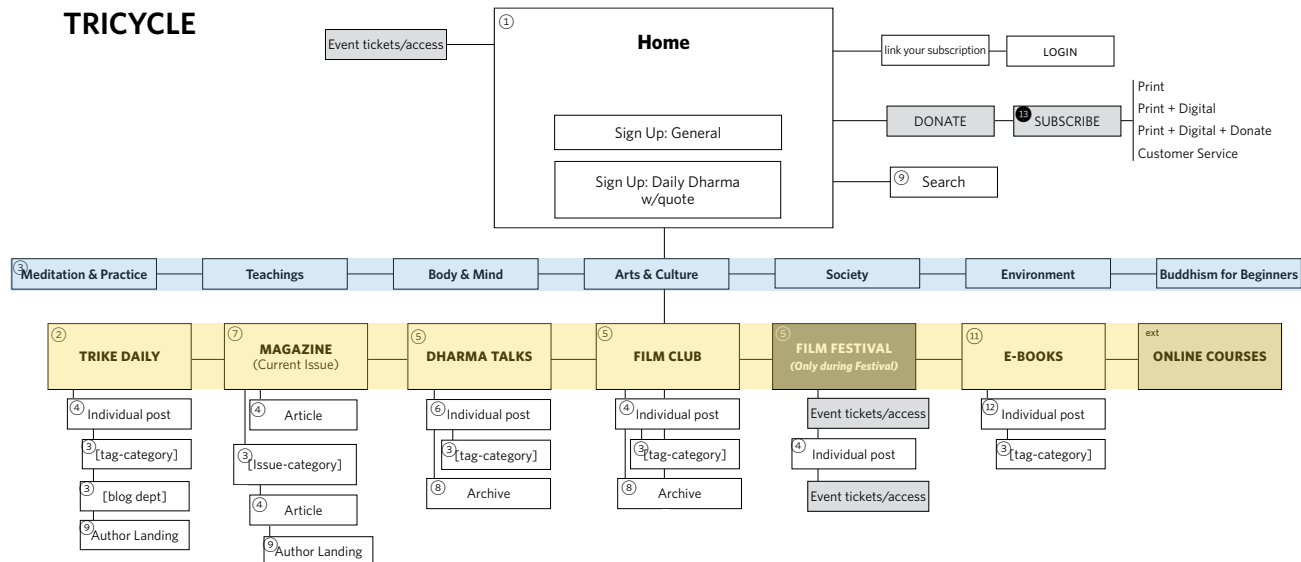 TRICYCLE
Event tickets/access
1
Home
Sign Up: General
Sign Up: Daily Dharma
w/quote
link your subscription
LOGIN
DONATE
13
SUBSCRIBE
Print
Print + Digital
Print + Digital + Donate
Customer Service
9
Search
3
Meditation & Practice
Teachings
Body & Mind
Arts & Culture
Society
Environment
Buddhism for Beginners
2
TRIKE DAILY
7
MAGAZINE
(Current Issue)
5
DHARMA TALKS
5
FILM CLUB
5
FILM FESTIVAL
(Only during Festival)
11
E-BOOKS
ext
ONLINE COURSES
4
Individual post
3
[tag-category]
3
[blog dept]
9
Author Landing
4
Article
3
[Issue-category]
4
Article
9
Author Landing
6
Individual post
3
[tag-category]
8
Archive
4
Individual post
3
[tag-category]
8
Archive
Event tickets/access
4
Individual post
Event tickets/access
12
Individual post
3
[tag-category]